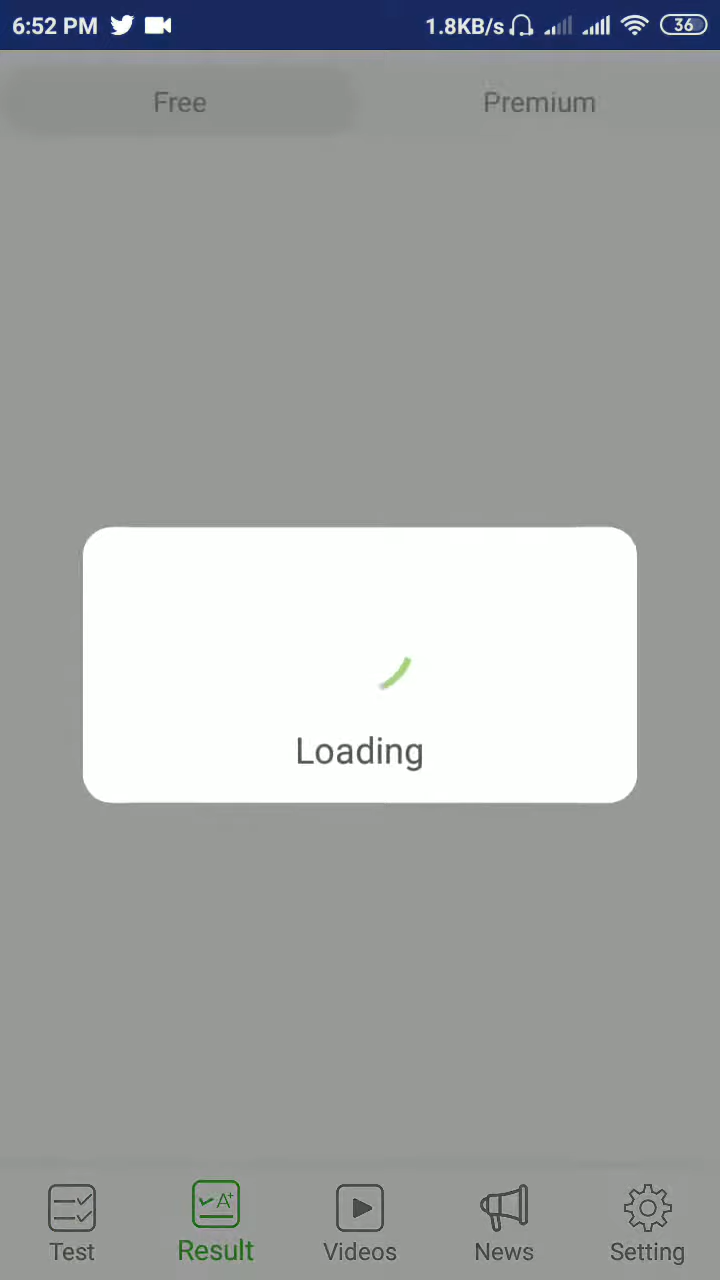 6:52 PM 1.8KB/s 36
Free Premium
Loading
A+
Test Result Videos News Setting